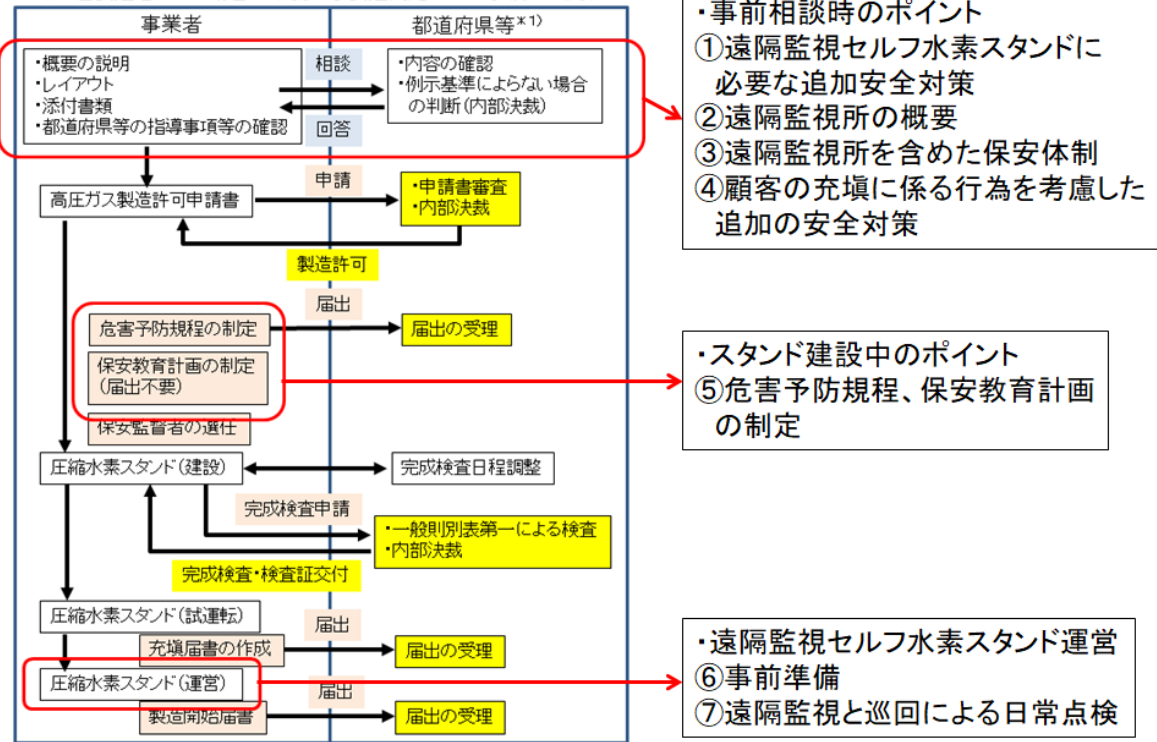 事業者
都道府県等*1)
・概要の説明
・レイアウト
・添付書類
・都道府県等の指導事項等の確認
相談
回答
・内容の確認
・例示基準によらない場合
の判断(内部決裁)
高圧ガス製造許可申請書
申請
・申請書審査
・内部決裁
製造許可
届出
危害予防規程の制定
届出の受理
保安教育計画の制定
(届出不要)
保安監督者の選任
圧縮水素スタンド(建設)
完成検査日程調整
完成検査申請
・一般則別表第一による検査
・内部決裁
完成検査・検査証交付
圧縮水素スタンド(試運転)
届出
充填届書の作成
届出の受理
圧縮水素スタンド(運営)
届出
製造開始届書
届出の受理
・事前相談時のポイント
①遠隔監視セルフ水素スタンドに
必要な追加安全対策
②遠隔監視所の概要
③遠隔監視所を含めた保安体制
④顧客の充填に係る行為を考慮した
追加の安全対策
・スタンド建設中のポイント
⑤危害予防規程、保安教育計画
の制定
・遠隔監視セルフ水素スタンド運営
⑥事前準備
⑦遠隔監視と巡回による日常点検